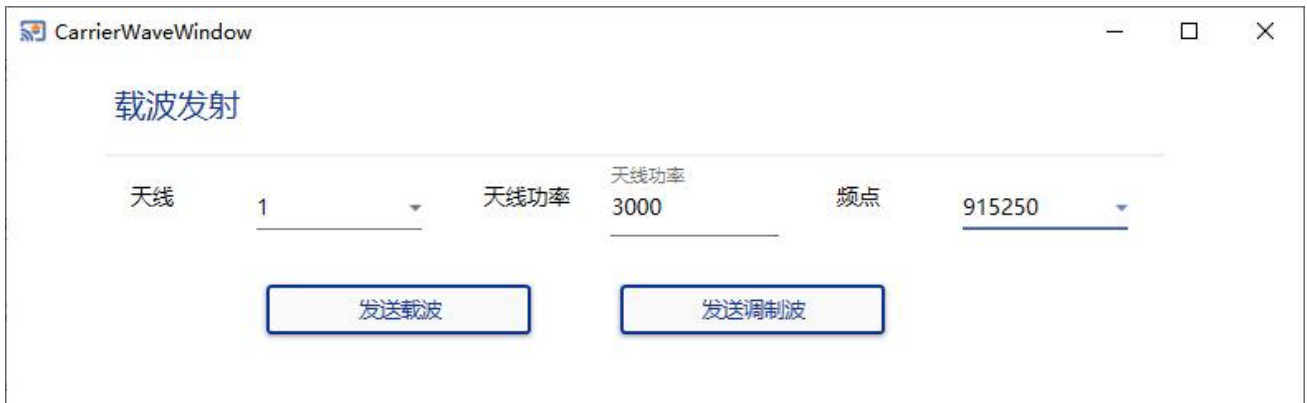 CarrierWaveWindow
载波发射
天线功率
天线 1 天线功率 3000 频点 915250
发送载波 发送调制波